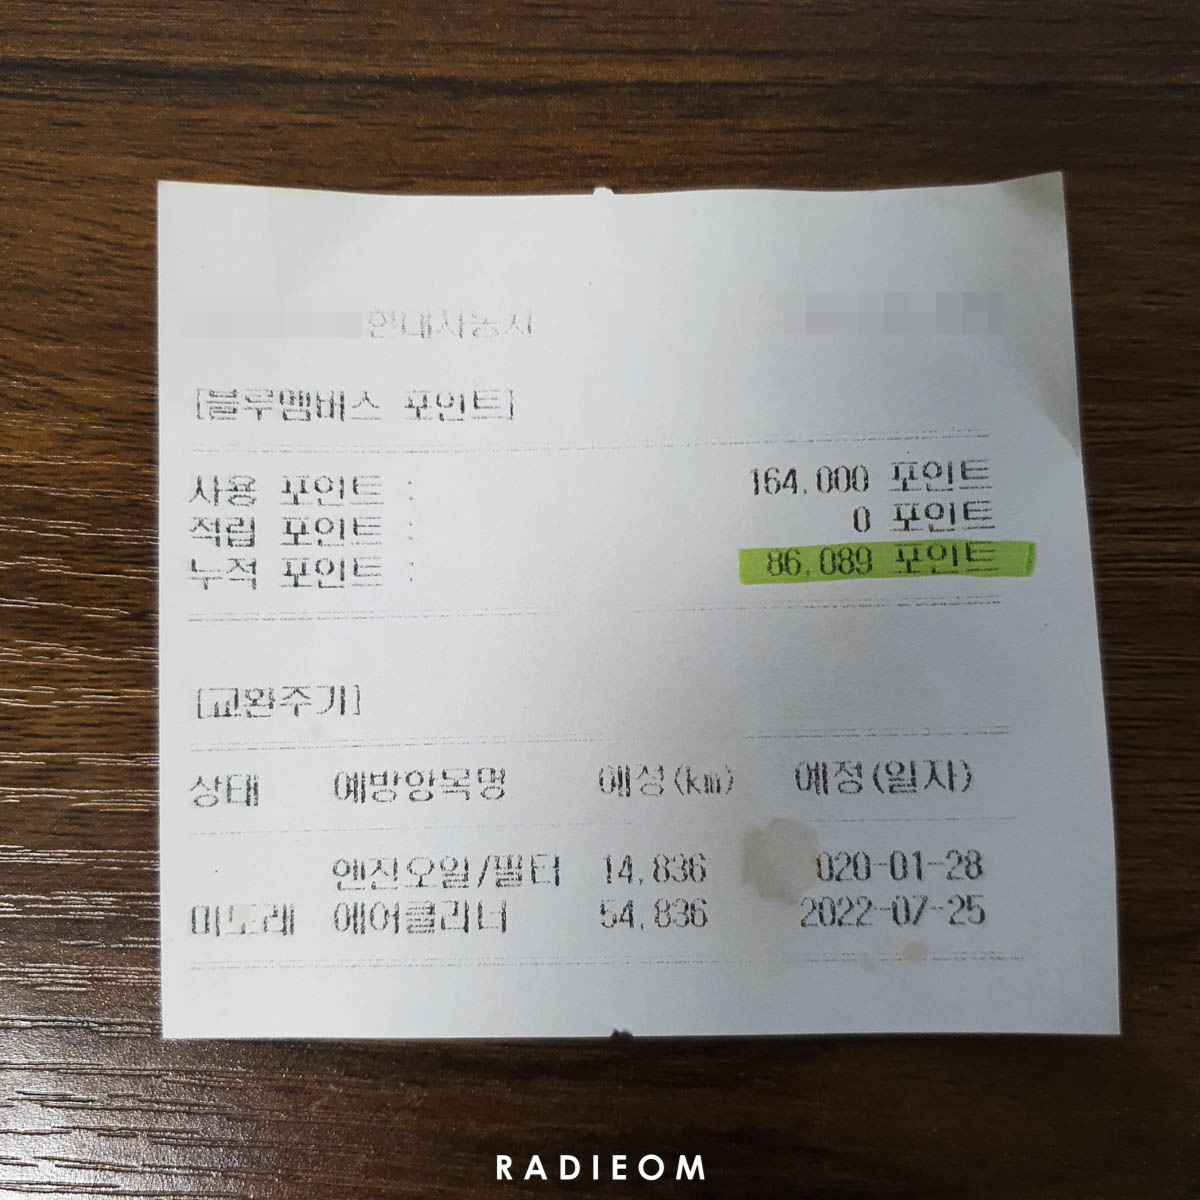 현대자동차
[블루멤버스 포인트]
사용 포인트 : 164,000 포인트
적립 포인트 : 0 포인트
누적 포인트 : 86,089 포인트
[교환주기]
상태 예방항목명 예정(km) 예정(일자)
엔진오일/필터 14,836 020-01-28
미도래 에어클리너 54,836 2022-07-25
RADIEOM